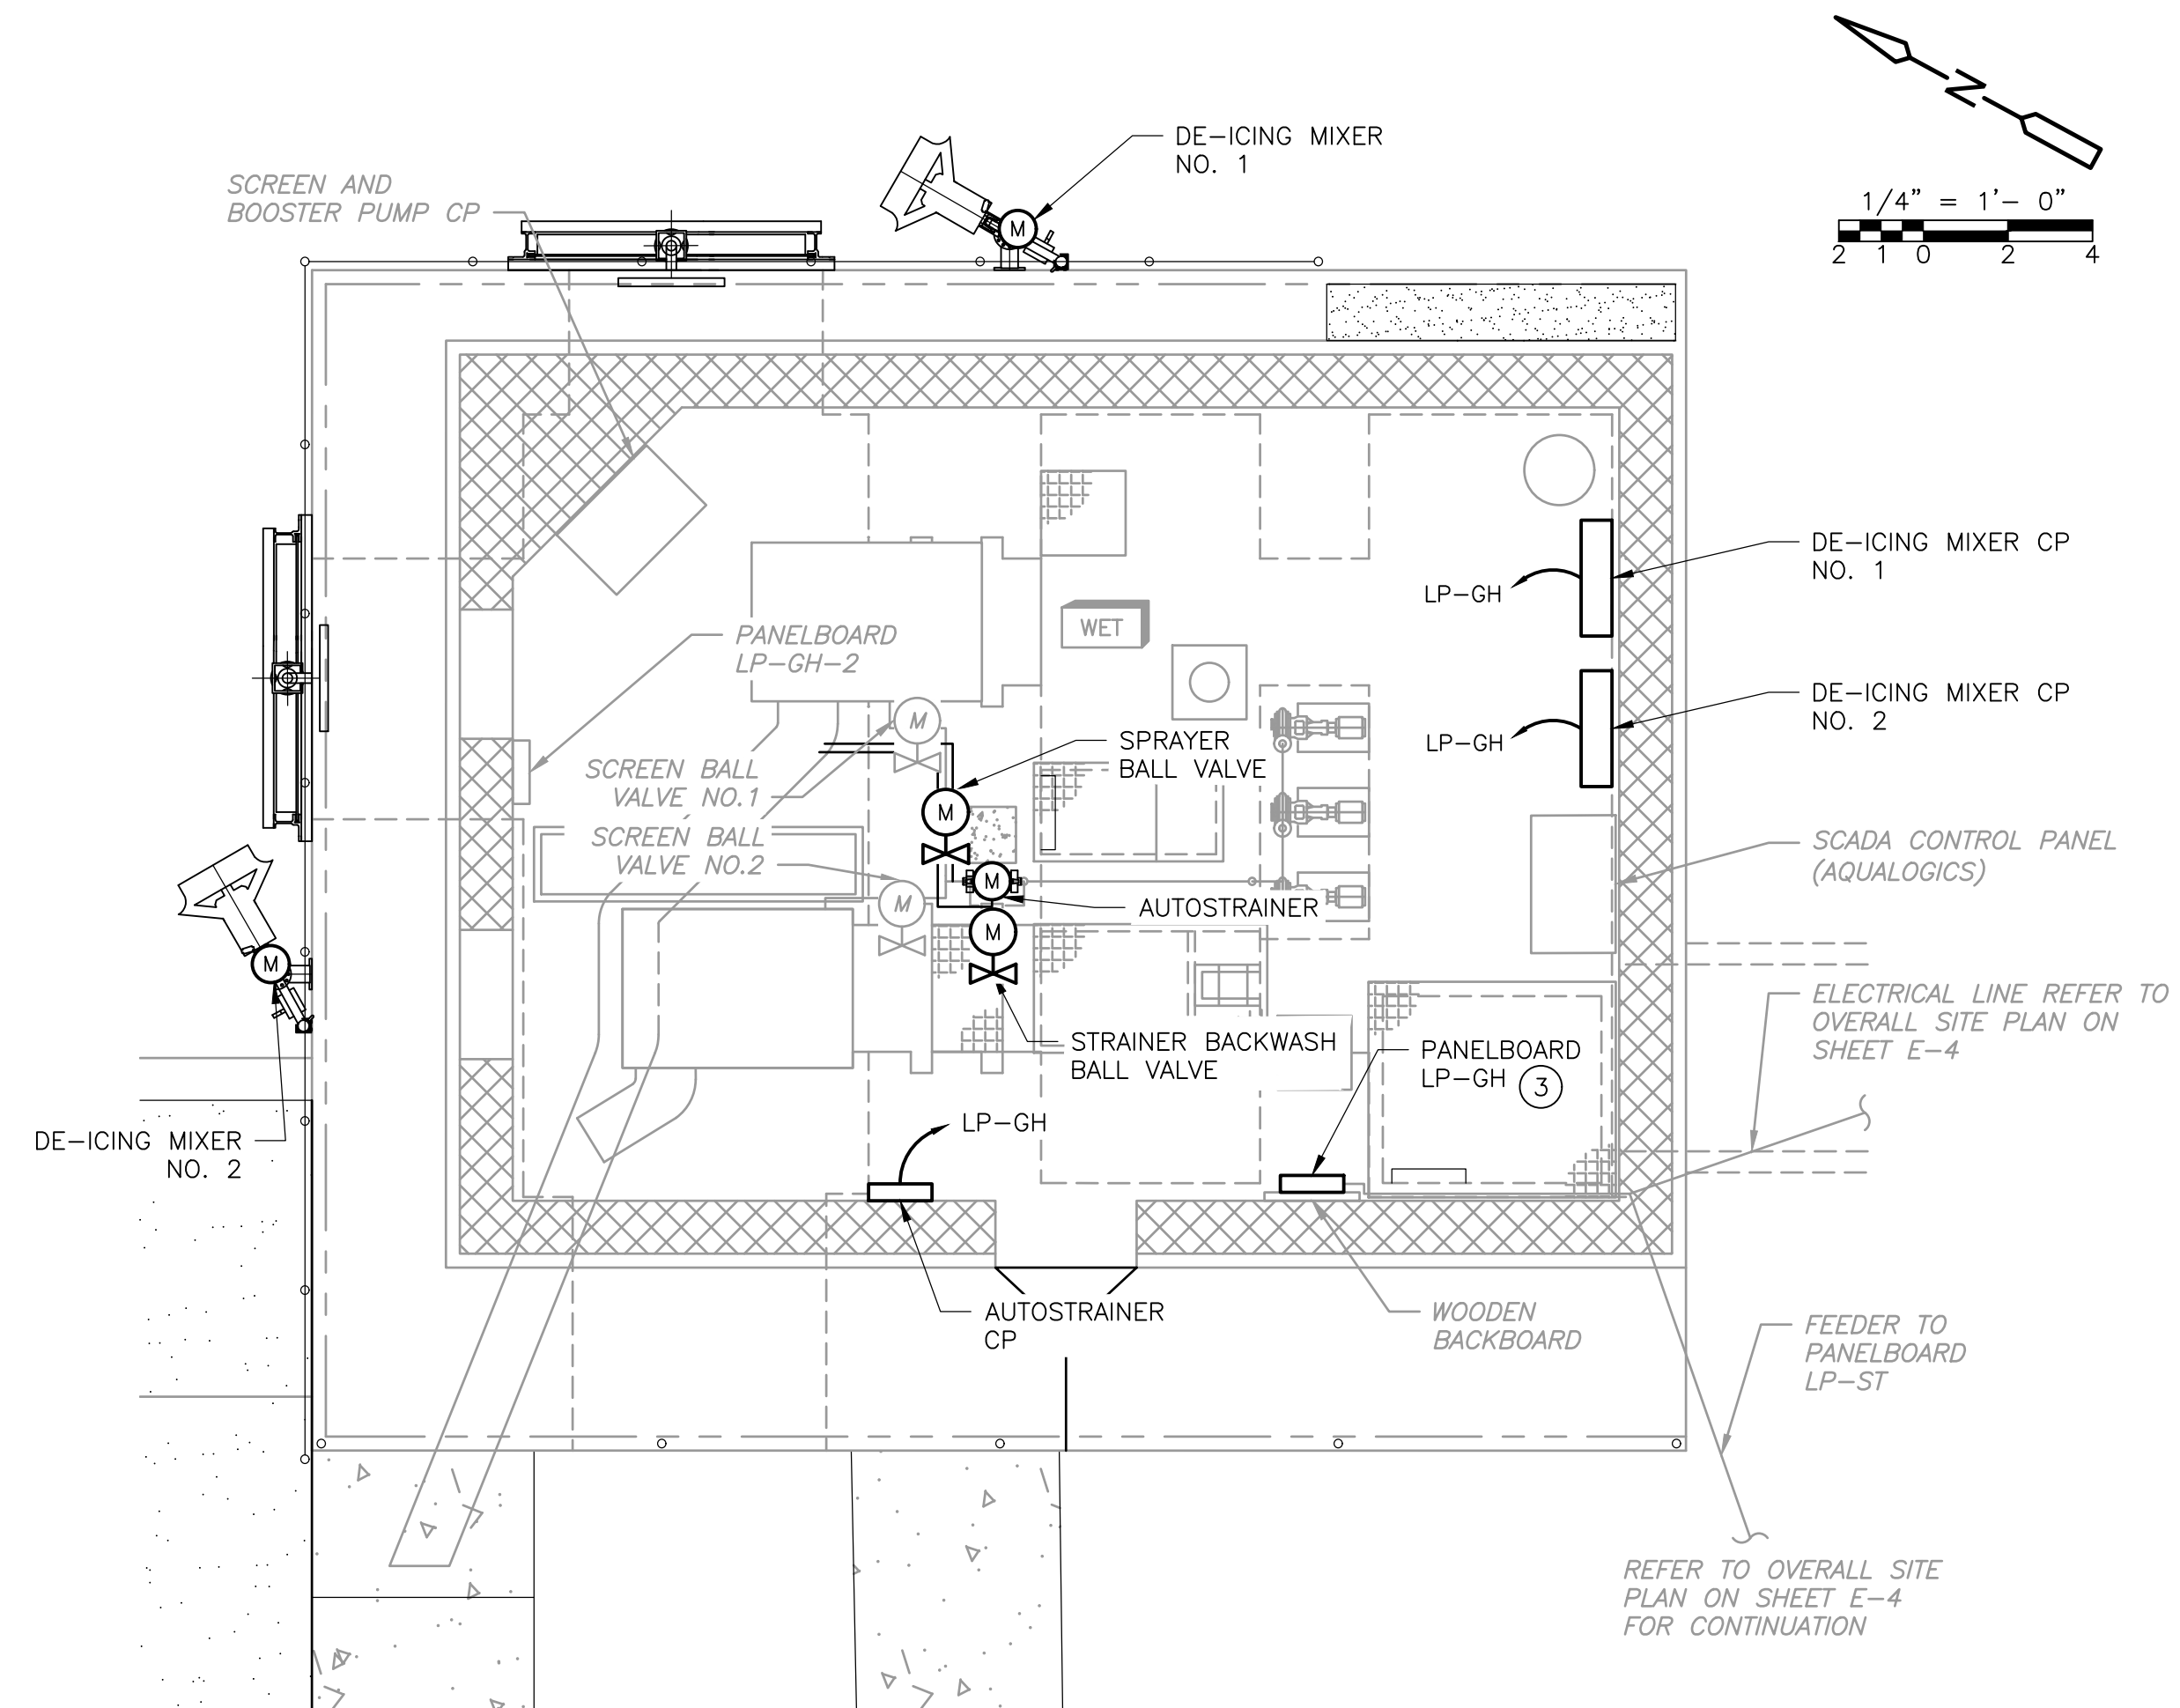 DE-ICING MIXER
NO. 1
SCREEN AND
BOOSTER PUMP CP
M
N
1/4" = 1'- 0"
2 1 0 2 4
DE-ICING MIXER CP
NO. 1
LP-GH
WET
PANELBOARD
LP-GH-2
DE-ICING MIXER CP
NO. 2
LP-GH
M
SPRAYER
BALL VALVE
SCREEN BALL
VALVE NO.1
M
SCREEN BALL
VALVE NO.2
SCADA CONTROL PANEL
(AQUALOGICS)
M
M
AUTOSTRAINER
M
M
ELECTRICAL LINE REFER TO
OVERALL SITE PLAN ON
SHEET E-4
STRAINER BACKWASH
BALL VALVE
PANELBOARD
LP-GH 3
DE-ICING MIXER
NO. 2
LP-GH
AUTOSTRAINER
CP
WOODEN
BACKBOARD
FEEDER TO
PANELBOARD
LP-ST
REFER TO OVERALL SITE
PLAN ON SHEET E-4
FOR CONTINUATION